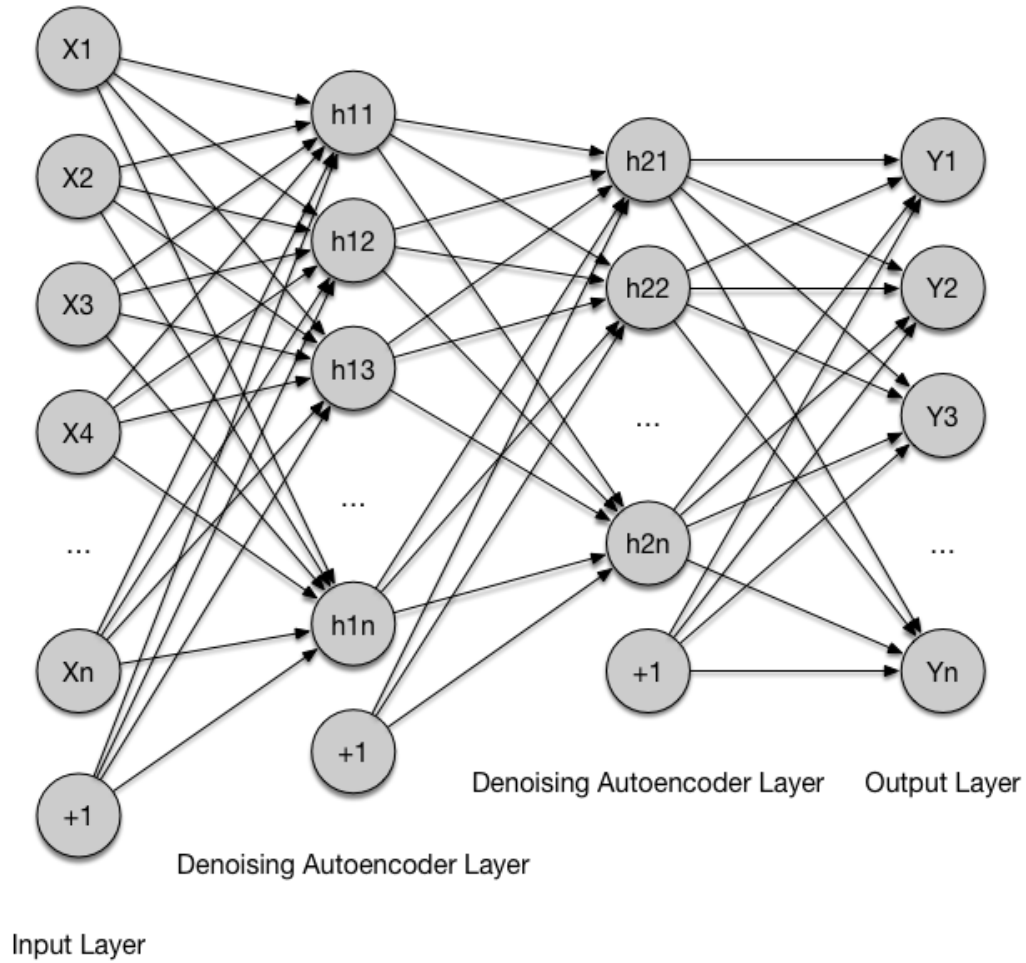 X1
X2
X3
X4
...
Xn
+1
h11
h12
h13
...
h1n
+1
h21
h22
...
h2n
+1
Y1
Y2
Y3
...
Yn
Denoising Autoencoder Layer
Output Layer
Denoising Autoencoder Layer
Input Layer